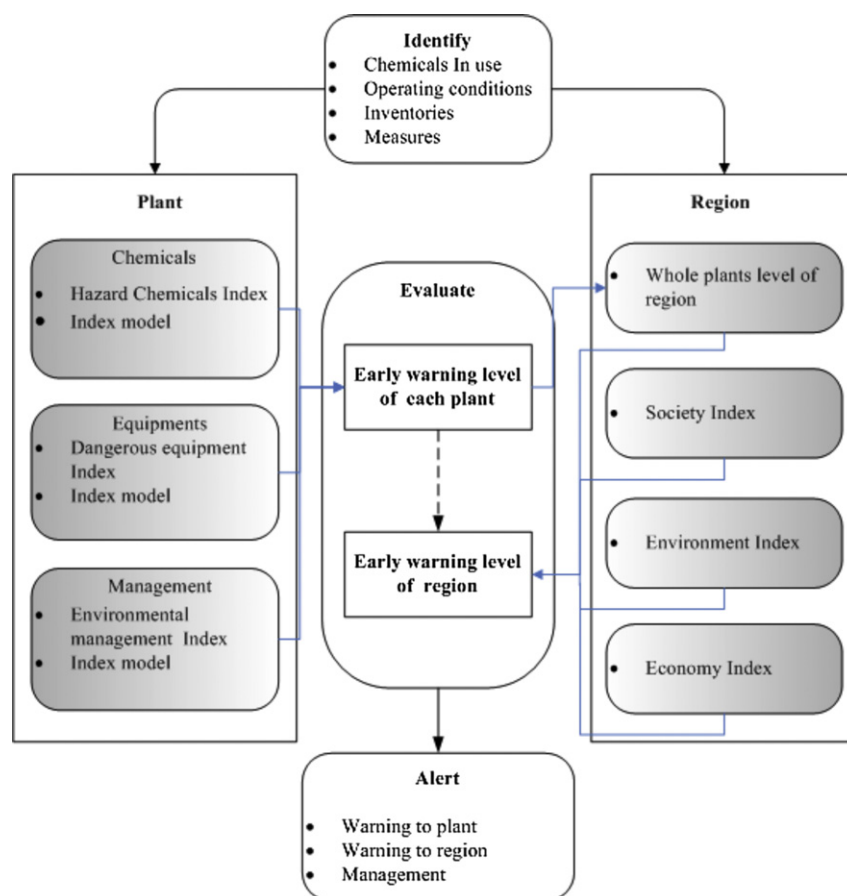 Identify
• Chemicals In use
• Operating conditions
• Inventories
• Measures
Plant
Chemicals
• Hazard Chemicals Index
• Index model
Equipments
• Dangerous equipment
Index
• Index model
Management
• Environmental
management Index
• Index model
Evaluate
Early warning level
of each plant
Early warning level
of region
Region
• Whole plants level of
region
• Society Index
• Environment Index
• Economy Index
Alert
• Warning to plant
• Warning to region
• Management